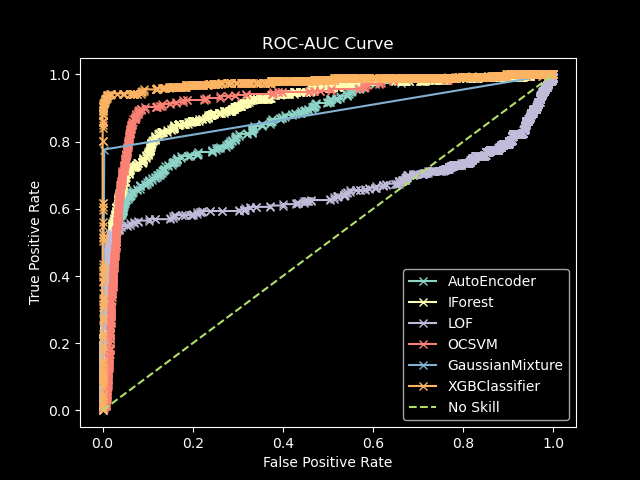 ROC-AUC Curve
True Positive Rate
1.0
0.8
0.6
0.4
0.2
0.0
AutoEncoder
IForest
LOF
OCSVM
GaussianMixture
XGBClassifier
No Skill
0.0 0.2 0.4 0.6 0.8 1.0
False Positive Rate